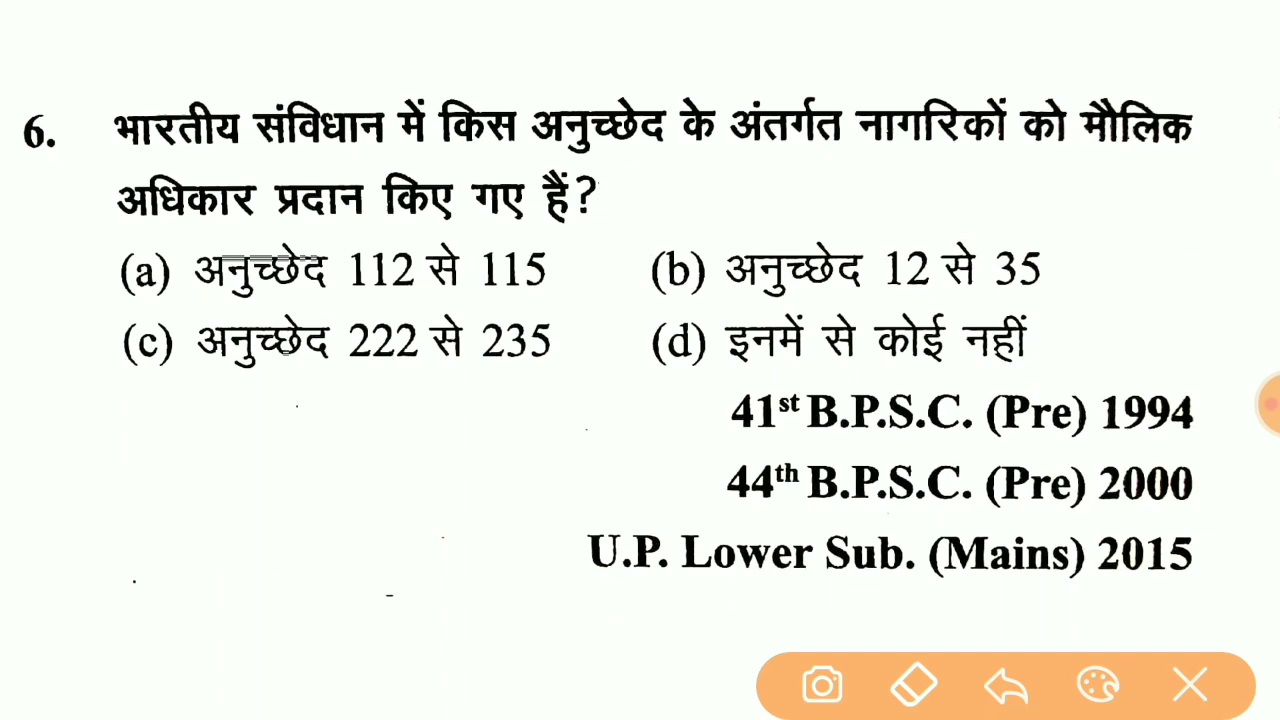 6. भारतीय संविधान में किस अनुच्छेद के अंतर्गत नागरिकों को मौलिक
अधिकार प्रदान किए गए हैं?
(a) अनुच्छेद 112 से 115 (b) अनुच्छेद 12 से 35
(c) अनुच्छेद 222 से 235 (d) इनमें से कोई नहीं
41st B.P.S.C. (Pre) 1994
44th B.P.S.C. (Pre) 2000
U.P. Lower Sub. (Mains) 2015